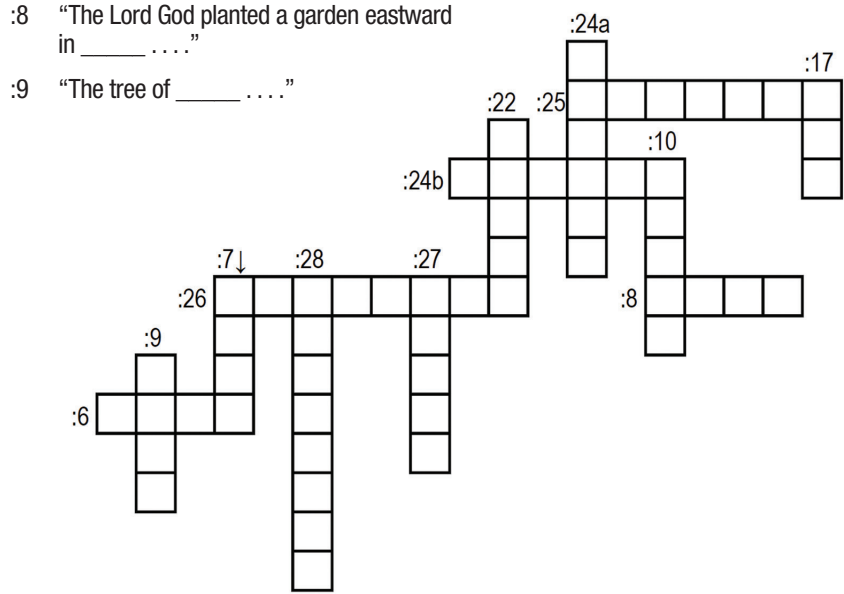 :8 “The Lord God planted a garden eastward
in _____ . . . .”
:9 “The tree of ______ . . . .”
:24a
:17
:22
:25
:10
:24b
:7↓
:28
:27
:26
:8
:9
:6